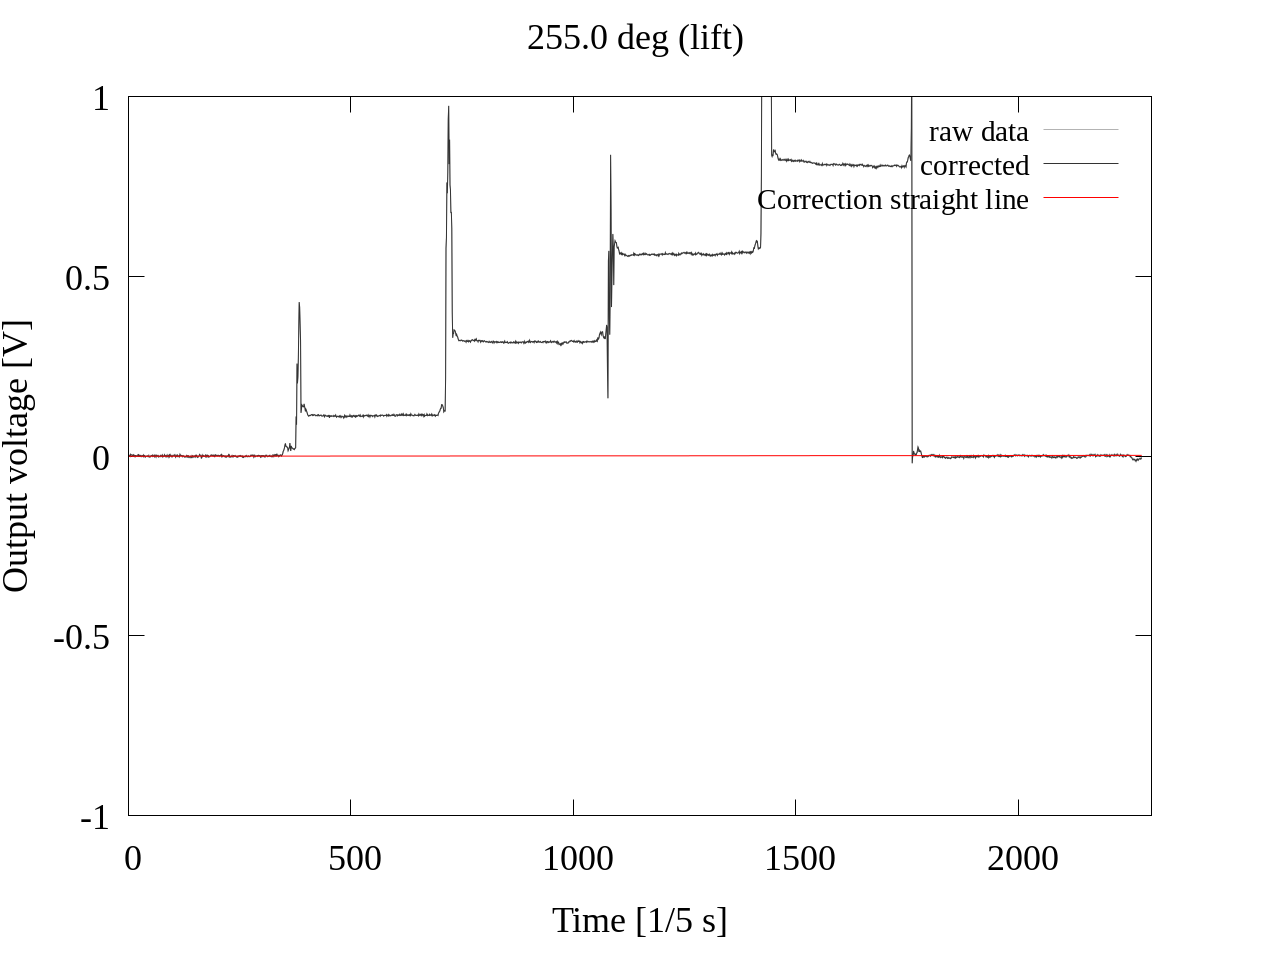 255.0 deg (lift)
1
0.5
0
-0.5
-1
Output voltage [V]
raw data
corrected
Correction straight line
0 500 1000 1500 2000
Time [1/5 s]